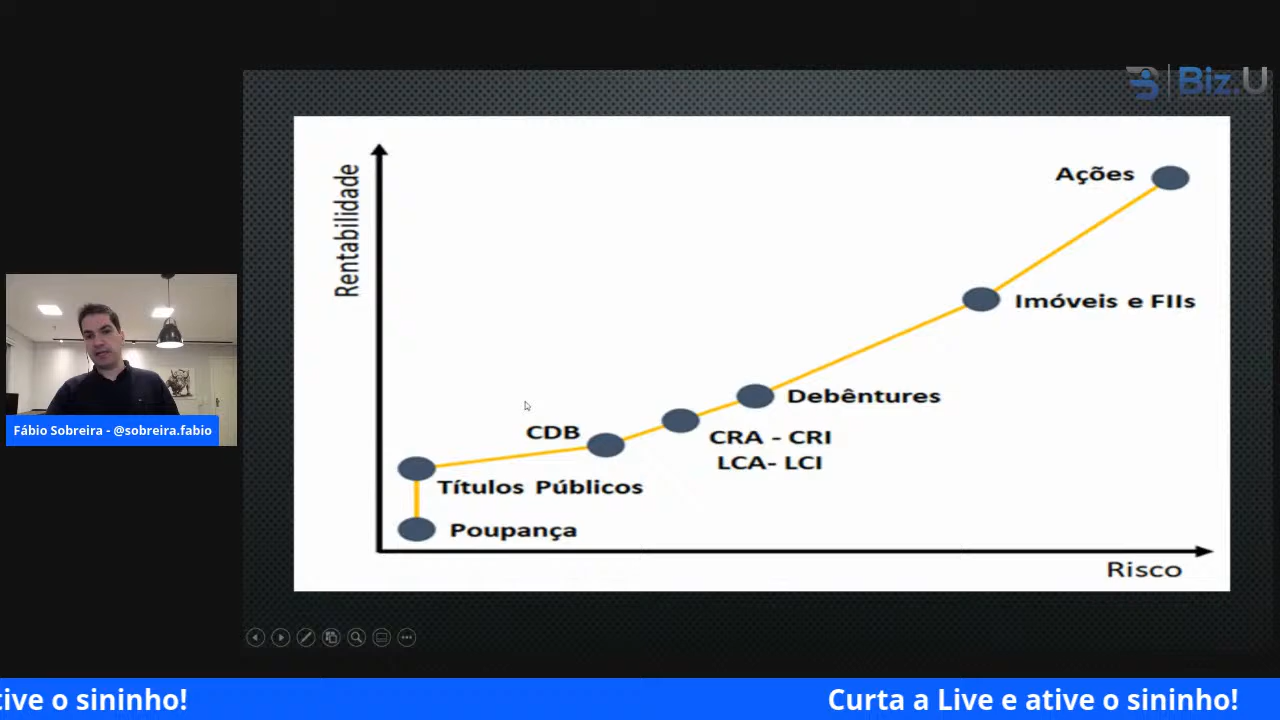 Biz.U
Rentabilidade
Ações
Imóveis e FIIs
Debêntures
CDB
CRA - CRI
LCA- LCI
Títulos Públicos
Poupança
Risco
Fábio Sobreira - @sobreira.fabio
tive o sininho!
Curta a Live e ative o sininho!